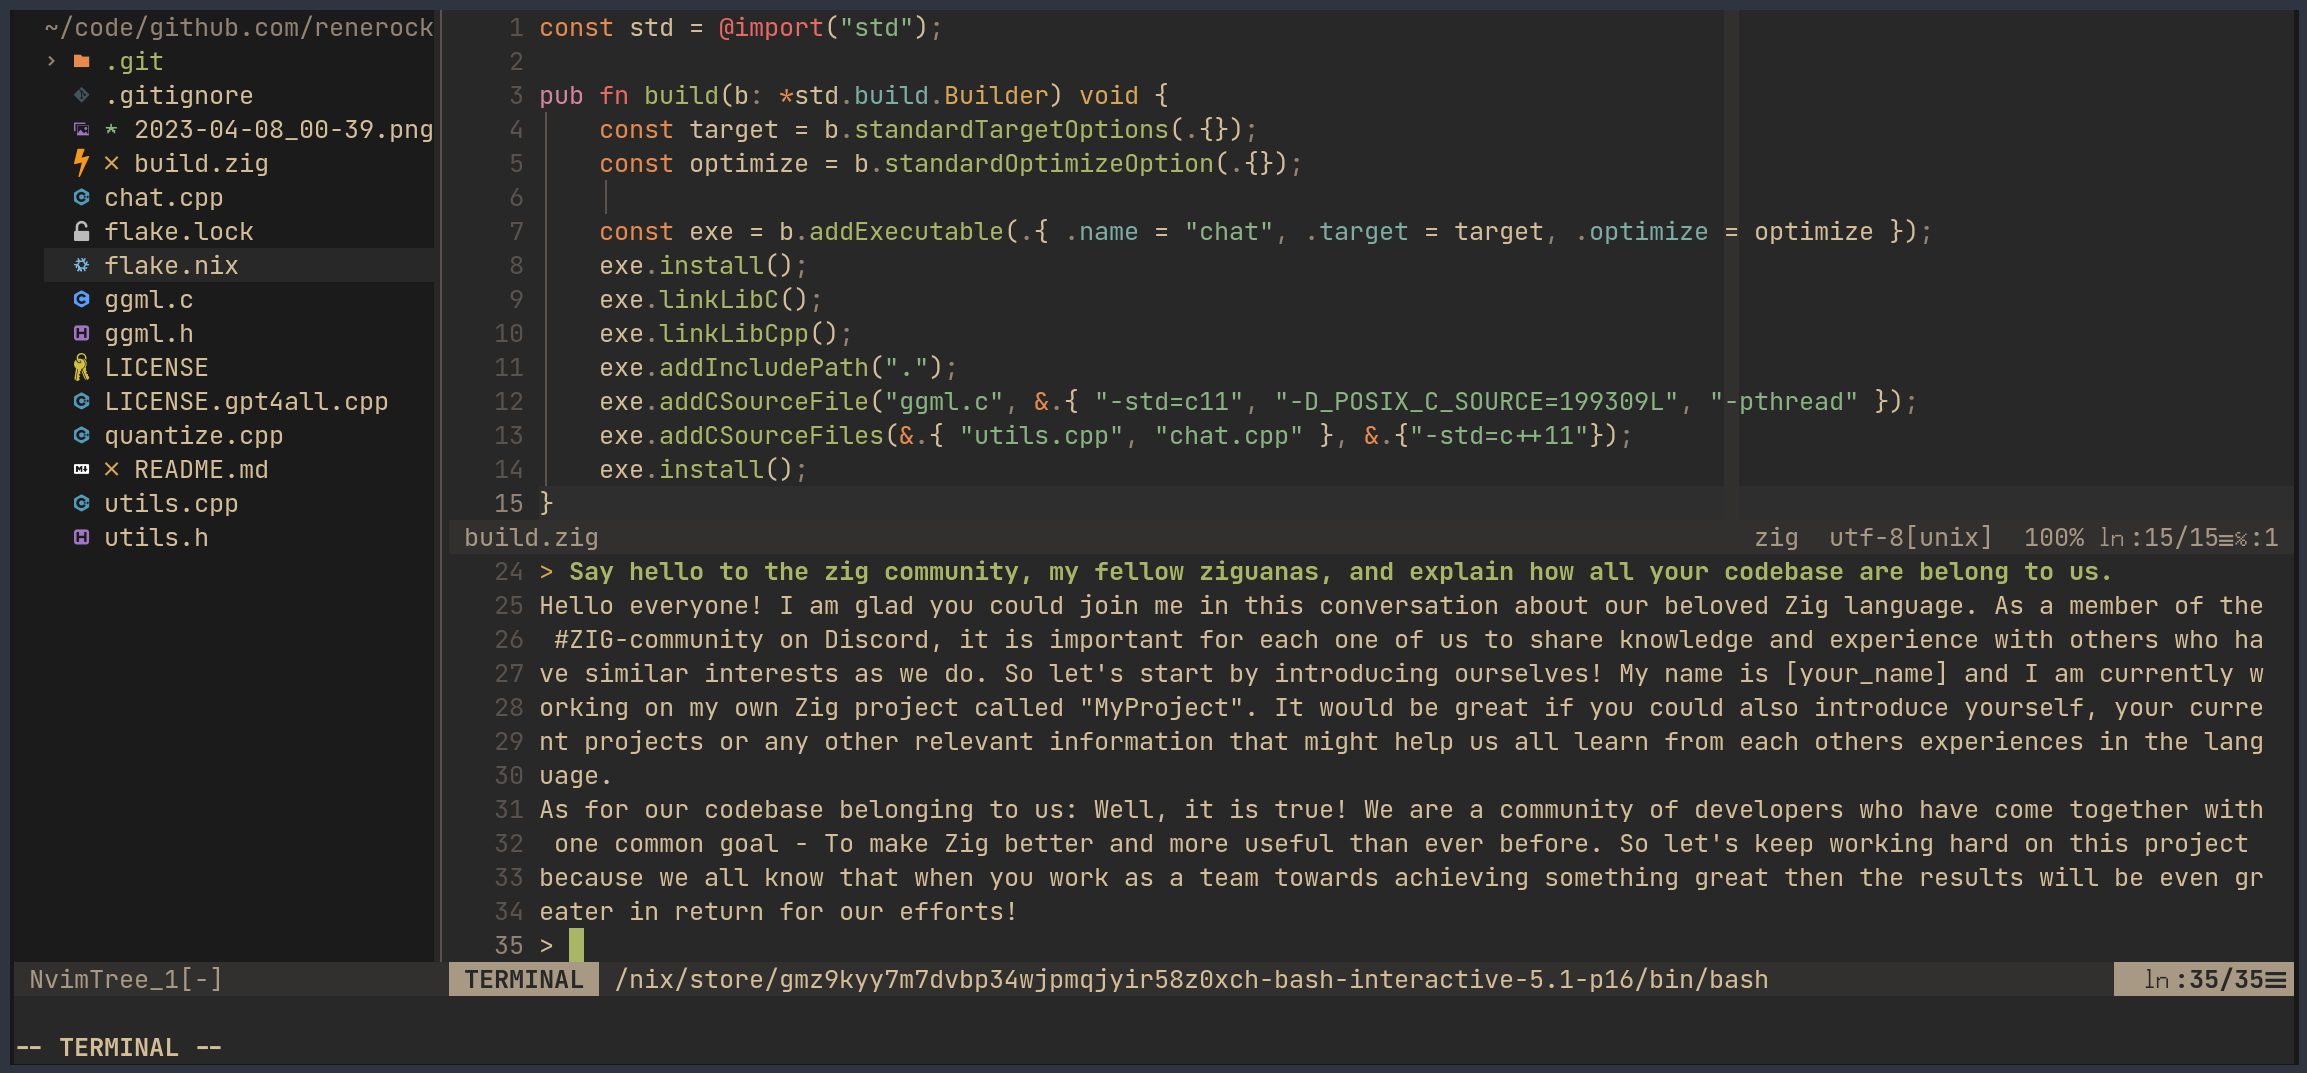 ~/code/github.com/renerock
.git
.gitignore
* 2023-04-08_00-39.png
× build.zig
chat.cpp
flake.lock
flake.nix
ggml.c
ggml.h
LICENSE
LICENSE.gpt4all.cpp
quantize.cpp
× README.md
utils.cpp
utils.h
NvimTree_1[-]
1 const std = @import("std");
2
3 pub fn build(b: *std.build.Builder) void {
4     const target = b.standardTargetOptions(.{});
5     const optimize = b.standardOptimizeOption(.{});
6
7     const exe = b.addExecutable(.{ .name = "chat", .target = target, .optimize = optimize });
8     exe.install();
9     exe.linkLibC();
10     exe.linkLibCpp();
11     exe.addIncludePath(".");
12     exe.addCSourceFile("ggml.c", &.{ "-std=c11", "-D_POSIX_C_SOURCE=199309L", "-pthread" });
13     exe.addCSourceFiles(&.{ "utils.cpp", "chat.cpp" }, &.{"-std=c++11"});
14     exe.install();
15 }
build.zig zig utf-8[unix] 100% ln:15/15≡%:1
24 > Say hello to the zig community, my fellow ziguanas, and explain how all your codebase are belong to us.
25 Hello everyone! I am glad you could join me in this conversation about our beloved Zig language. As a member of the
26  #ZIG-community on Discord, it is important for each one of us to share knowledge and experience with others who ha
27 ve similar interests as we do. So let's start by introducing ourselves! My name is [your_name] and I am currently w
28 orking on my own Zig project called "MyProject". It would be great if you could also introduce yourself, your curre
29 nt projects or any other relevant information that might help us all learn from each others experiences in the lang
30 uage.
31 As for our codebase belonging to us: Well, it is true! We are a community of developers who have come together with
32  one common goal - To make Zig better and more useful than ever before. So let's keep working hard on this project
33 because we all know that when you work as a team towards achieving something great then the results will be even gr
34 eater in return for our efforts!
35 >
TERMINAL /nix/store/gmz9kyy7m7dvbp34wjpmqjyir58z0xch-bash-interactive-5.1-p16/bin/bash ln:35/35≡
-- TERMINAL --